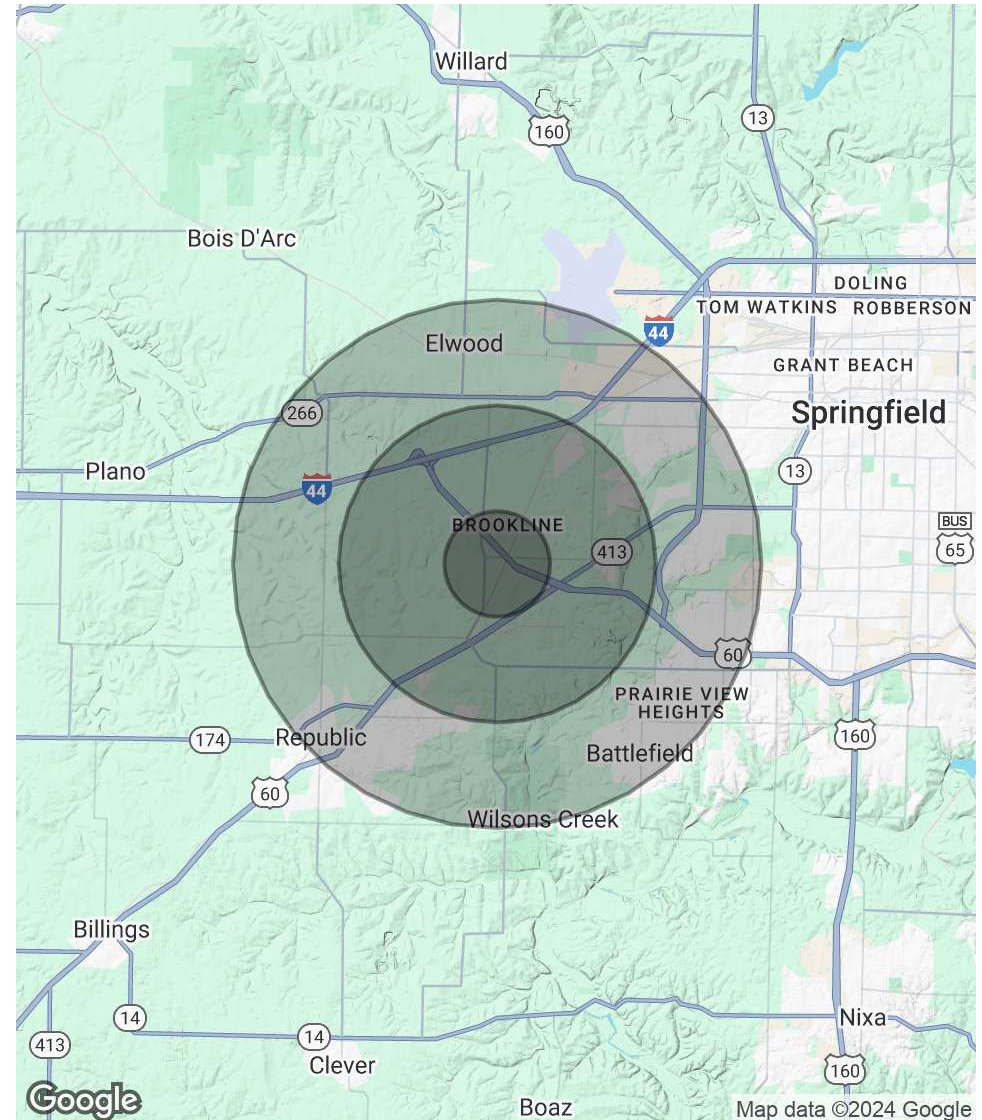 Willard
160
13
Bois D'Arc
DOLING
TOM WATKINS
ROBBERSON
44
Elwood
GRANT BEACH
266
Springfield
Plano
13
44
BROOKLINE
BUS
65
413
60
PRAIRIE VIEW
HEIGHTS
174
Republic
160
Battlefield
60
Wilsons Creek
Billings
14
Nixa
413
14
Clever
160
Google
Boaz
Map data ©2024 Google